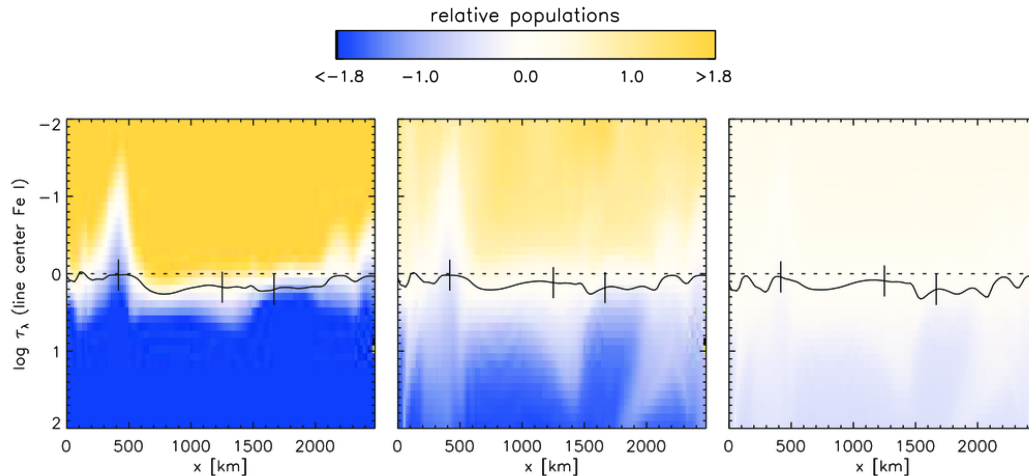 relative populations
<-1.8 -1.0 0.0 1.0 >1.8
log τλ (line center Fe I)
-2
-1
0
1
2
0 500 1000 1500 2000
x [km]
0 500 1000 1500 2000
x [km]
0 500 1000 1500 2000
x [km]